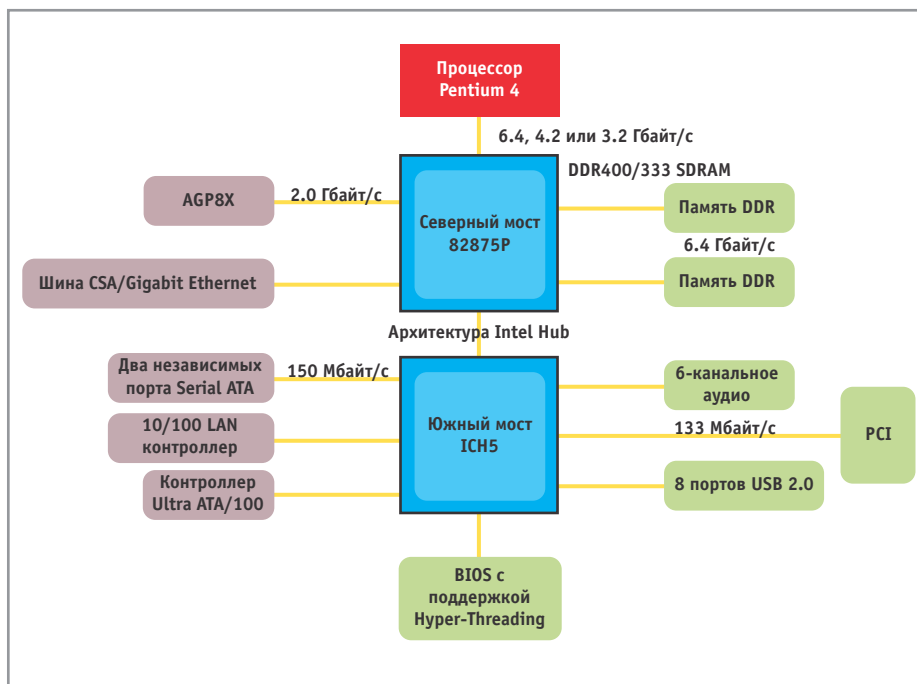 Процессор
Pentium 4
6.4, 4.2 или 3.2 Гбайт/с
DDR400/333 SDRAM
AGP8X
2.0 Гбайт/с
Северный мост
82875P
Память DDR
6.4 Гбайт/с
Шина CSA/Gigabit Ethernet
Память DDR
Архитектура Intel Hub
Два независимых
порта Serial ATA
150 Мбайт/с
6-канальное
аудио
10/100 LAN
контроллер
Южный мост
ICH5
133 Мбайт/с
PCI
Контроллер
Ultra ATA/100
8 портов USB 2.0
BIOS с
поддержкой
Hyper-Threading